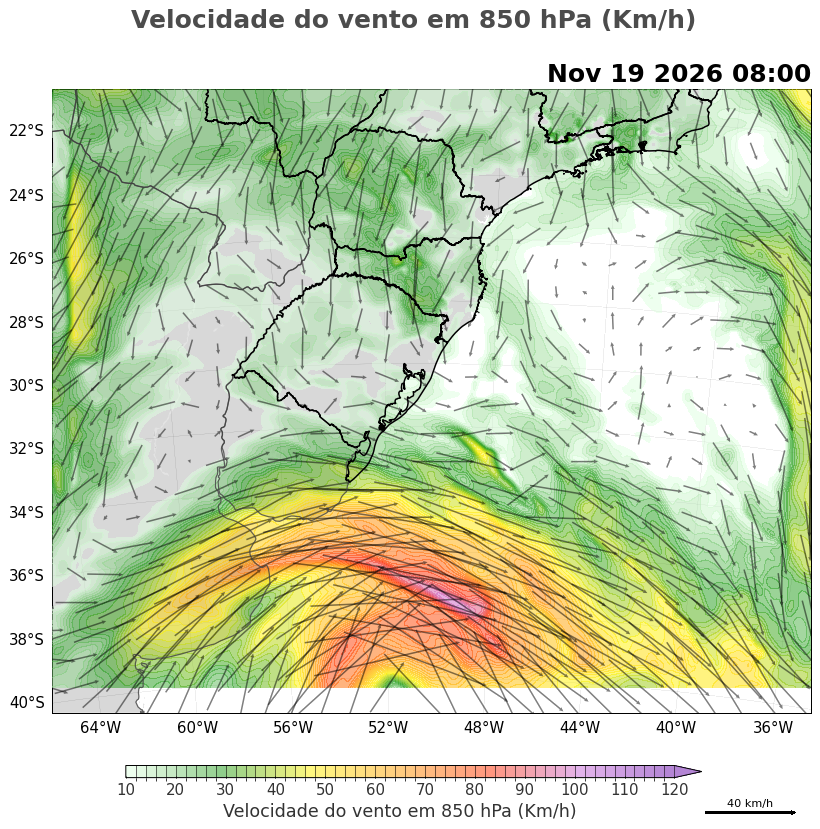 Velocidade do vento em 850 hPa (Km/h)
Nov 19 2026 08:00
22°S
24°S
26°S
28°S
30°S
32°S
34°S
36°S
38°S
40°S
64°W 60°W 56°W 52°W 48°W 44°W 40°W 36°W
10 20 30 40 50 60 70 80 90 100 110 120
40 km/h
Velocidade do vento em 850 hPa (Km/h)